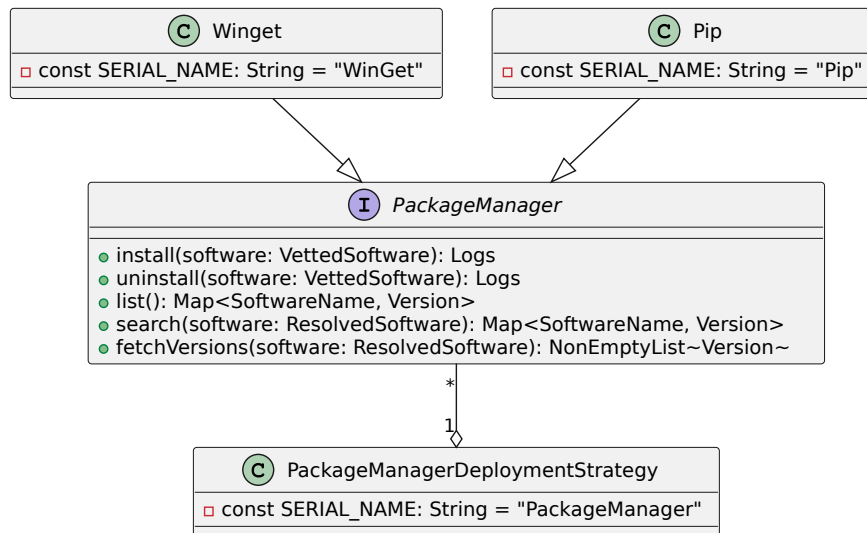 C Winget
const SERIAL_NAME: String = "WinGet"
C Pip
const SERIAL_NAME: String = "Pip"
I PackageManager
install(software: VettedSoftware): Logs
uninstall(software: VettedSoftware): Logs
list(): Map<SoftwareName, Version>
search(software: ResolvedSoftware): Map<SoftwareName, Version>
fetchVersions(software: ResolvedSoftware): NonEmptyList~Version~
*
1
C PackageManagerDeploymentStrategy
const SERIAL_NAME: String = "PackageManager"